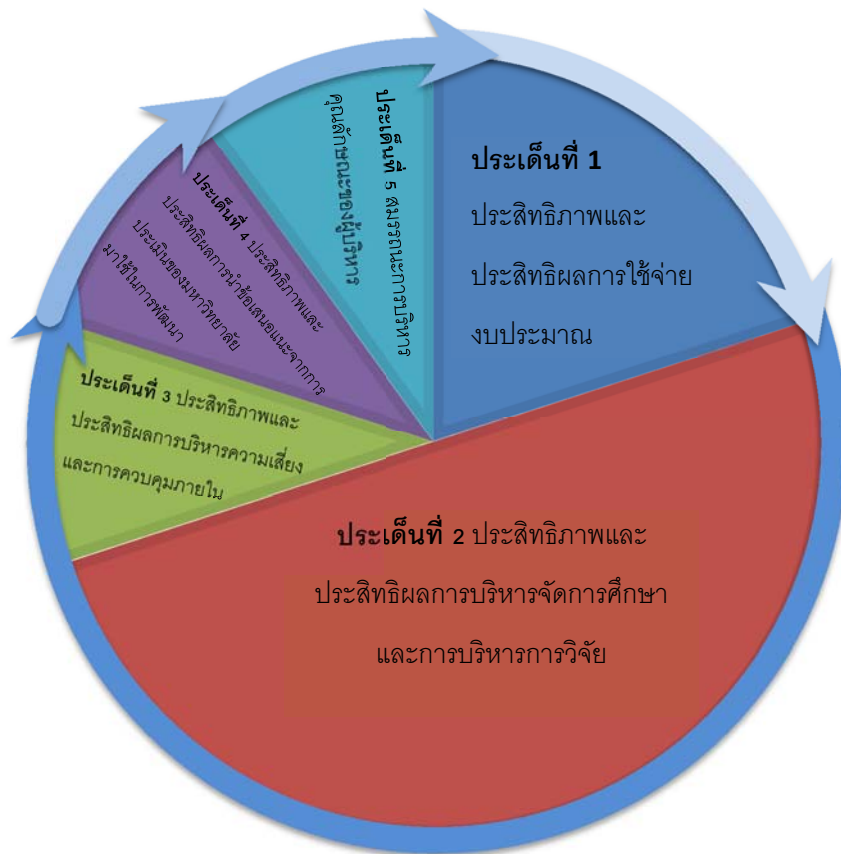 ประเด็นที่ 1
ประสิทธิภาพและ
ประสิทธิผลการใช้จ่าย
งบประมาณ
ประเด็นที่ 2 ประสิทธิภาพและ
ประสิทธิผลการบริหารจัดการศึกษา
และการบริหารการวิจัย
ประเด็นที่ 3 ประสิทธิภาพและ
ประสิทธิผลการบริหารความเสี่ยง
และการควบคุมภายใน
ประเด็นที่ 4 ประสิทธิภาพและ
ประสิทธิผลการนำข้อเสนอแนะจากการ
ประเมินของมหาวิทยาลัย
มาใช้ในการพัฒนา
ประเด็นที่ 5 สมรรถนะการบริหาร
คุณลักษณะของผู้บริหาร